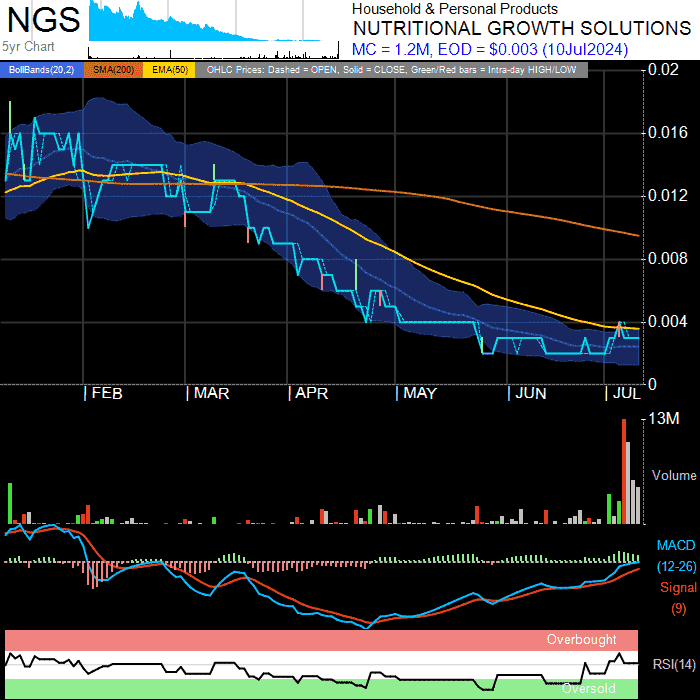 NGS
5yr Chart
Household & Personal Products
NUTRITIONAL GROWTH SOLUTIONS
MC = 1.2M, EOD = $0.003 (10Jul2024)
BollBands(20,2) SMA(200) EMA(50) OHLC Prices: Dashed = OPEN, Solid = CLOSE, Green/Red bars = Intra-day HIGH/LOW
0.02
0.016
0.012
0.008
0.004
0
| FEB | MAR | APR | MAY | JUN | JUL
13M
Volume
MACD
(12-26)
Signal
(9)
Overbought
RSI(14)
Oversold